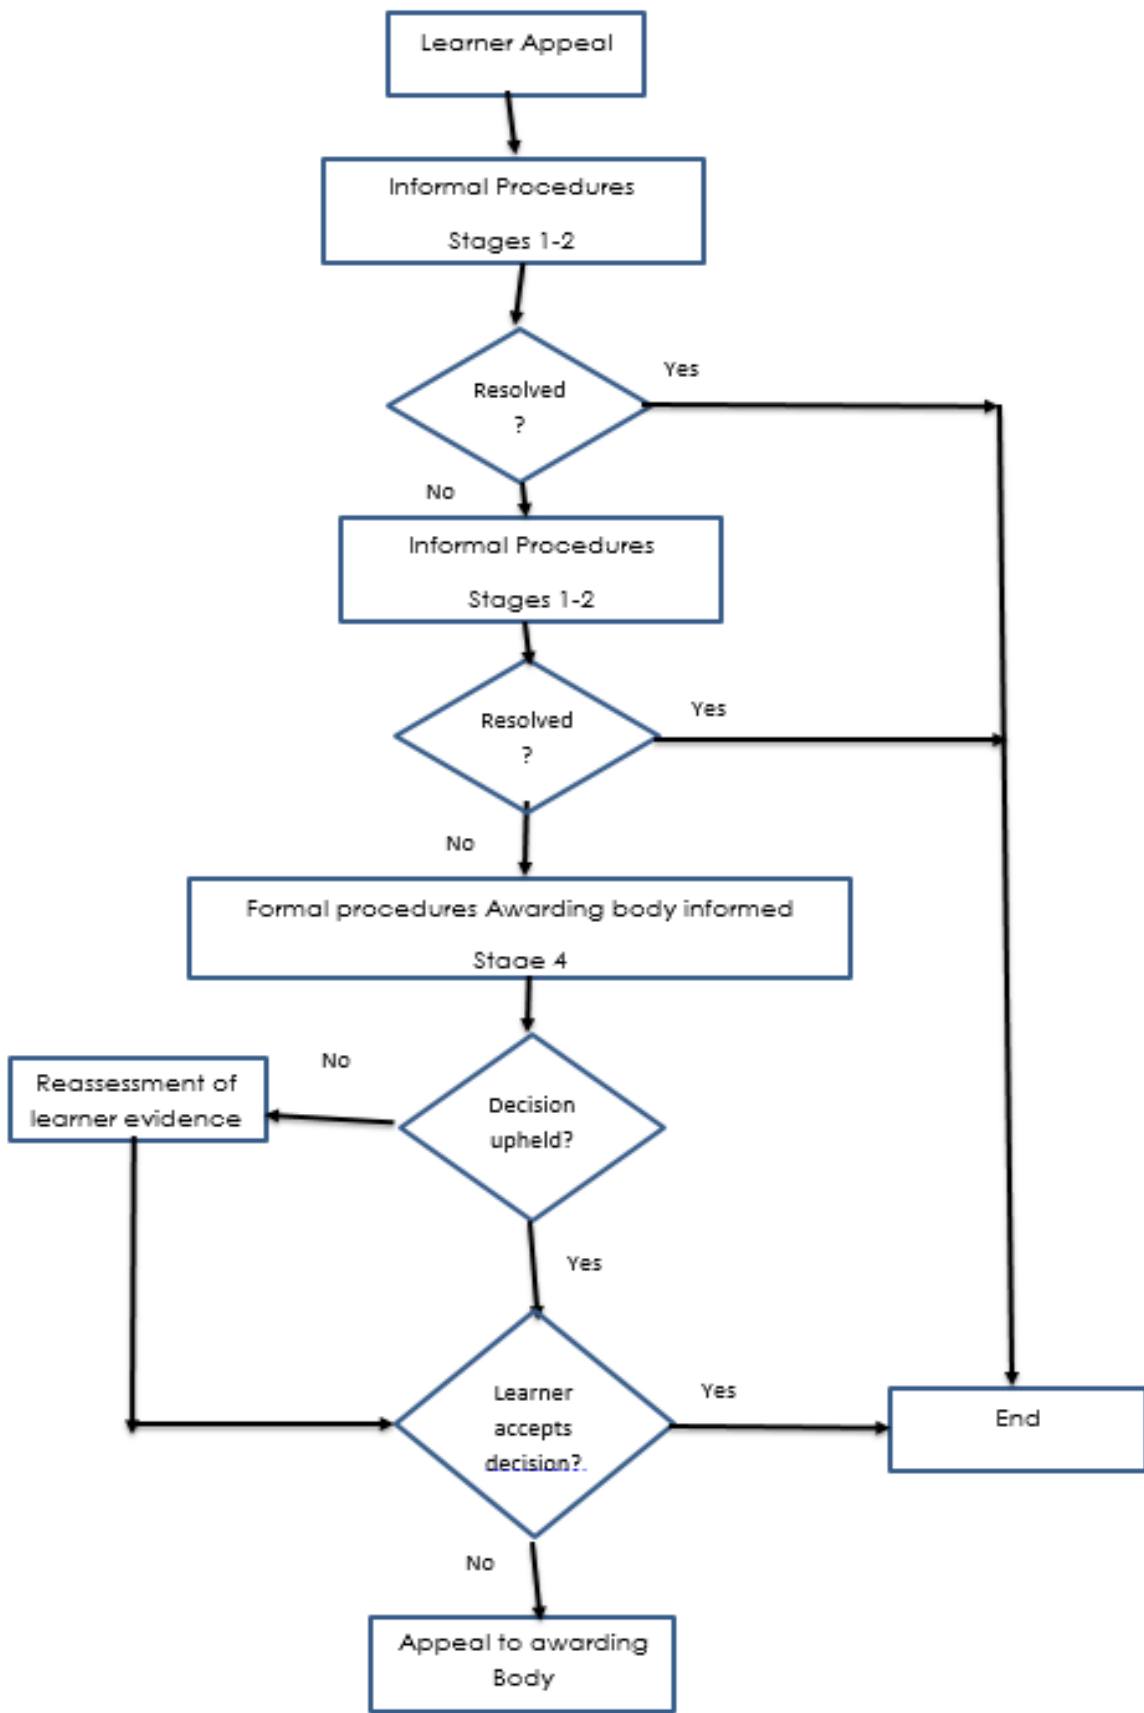 Learner Appeal
Informal Procedures
Stages 1-2
Resolved
?
Yes
No
Informal Procedures
Stages 1-2
Resolved
?
Yes
No
Formal procedures Awarding body informed
Stage 4
No
Reassessment of
learner evidence
Decision
upheld?
Yes
Learner
accepts
decision?.
Yes
End
No
Appeal to awarding
Body